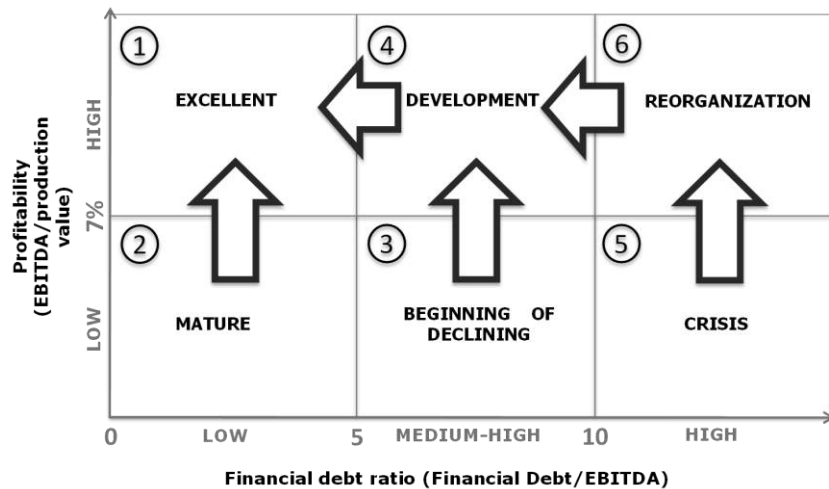 1
4
6
EXCELLENT
DEVELOPMENT
REORGANIZATION
HIGH
Profitability
(EBITDA/production
value)
7%
2
3
5
MATURE
BEGINNING OF
DECLINING
CRISIS
LOW
0
LOW
5
MEDIUM-HIGH
10
HIGH
Financial debt ratio (Financial Debt/EBITDA)